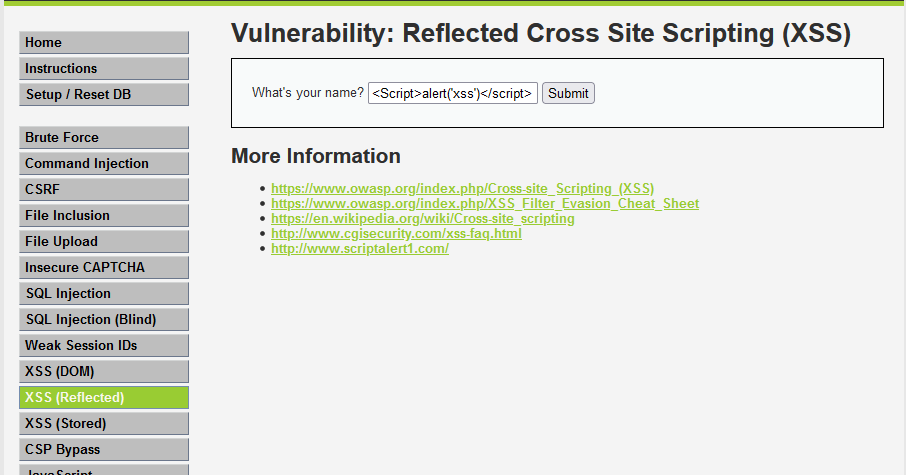 Home
Instructions
Setup / Reset DB
Brute Force
Command Injection
CSRF
File Inclusion
File Upload
Insecure CAPTCHA
SQL Injection
SQL Injection (Blind)
Weak Session IDs
XSS (DOM)
XSS (Reflected)
XSS (Stored)
CSP Bypass
JavaScript
Vulnerability: Reflected Cross Site Scripting (XSS)
What's your name? <Script>alert('xss')</script> Submit
More Information
https://www.owasp.org/index.php/Cross-site_Scripting_(XSS)
https://www.owasp.org/index.php/XSS_Filter_Evasion_Cheat_Sheet
https://en.wikipedia.org/wiki/Cross-site_scripting
http://www.cgisecurity.com/xss-faq.html
http://www.scriptalert1.com/